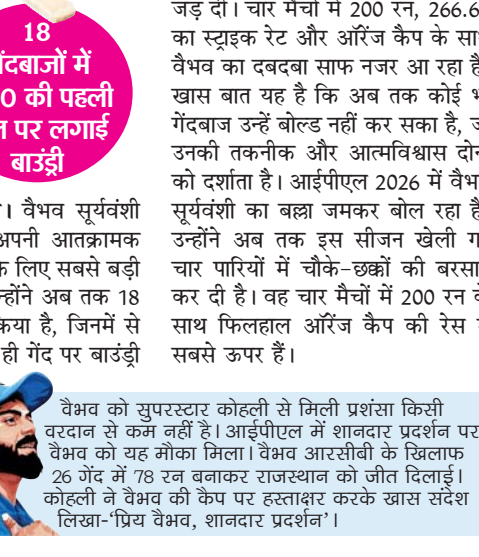 18
गेंदबाजों में
की पहली
पर लगाई
बाउंड्री
वैभव सूर्यवंशी
अपनी आतक्रामक
लिए सबसे बड़ी
अब तक 18
किया है, जिनमें से
ही गेंद पर बाउंड्री
जड़ दी। चार मैचों में 200 रन, 266.6
का स्ट्राइक रेट और ऑरेंज कैप के
वैभव का दबदबा साफ नजर आ रहा
खास बात यह है कि अब तक कोई
गेंदबाज उन्हें बोल्ड नहीं कर सका है,
उनकी तकनीक और आत्मविश्वास
को दर्शाता है। आईपीएल 2026 में
सूर्यवंशी का बल्ला जमकर बोल रहा
उन्होंने अब तक इस सीजन खेली
चार पारियों में चौके-छक्कों की
कर दी है। वह चार मैचों में 200 रन
साथ फिलहाल ऑरेंज कैप की रेस
सबसे ऊपर हैं।
वैभव को सुपरस्टार कोहली से मिली प्रशंसा किसी
वरदान से कम नहीं है। आईपीएल में शानदार प्रदर्शन पर
वैभव को यह मौका मिला। वैभव आरसीबी के खिलाफ
26 गेंद में 78 रन बनाकर राजस्थान को जीत दिलाई।
कोहली ने वैभव की कैप पर हस्ताक्षर करके खास संदेश
लिखा-‘प्रिय वैभव, शानदार प्रदर्शन’।